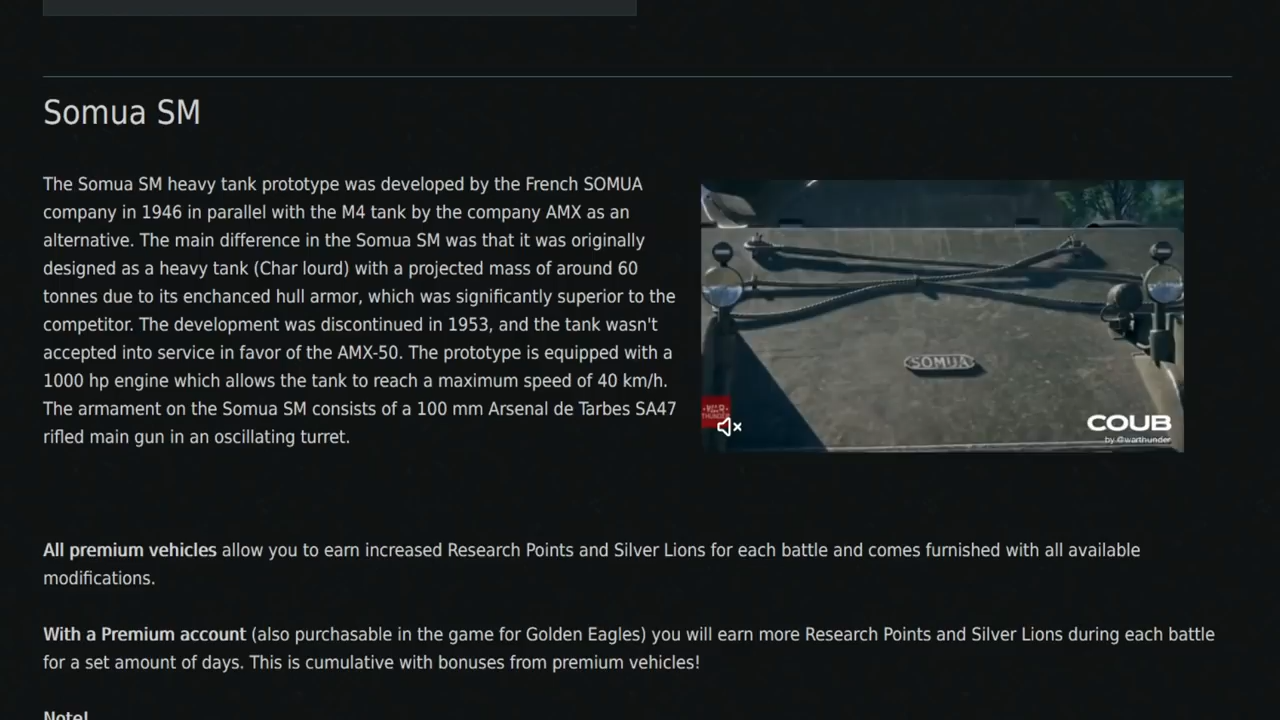 Somua SM
The Somua SM heavy tank prototype was developed by the French SOMUA
company in 1946 in parallel with the M4 tank by the company AMX as an
alternative. The main difference in the Somua SM was that it was originally
designed as a heavy tank (Char lourd) with a projected mass of around 60
tonnes due to its enchanced hull armor, which was significantly superior to the
competitor. The development was discontinued in 1953, and the tank wasn't
accepted into service in favor of the AMX-50. The prototype is equipped with a
1000 hp engine which allows the tank to reach a maximum speed of 40 km/h.
The armament on the Somua SM consists of a 100 mm Arsenal de Tarbes SA47
rifled main gun in an oscillating turret.
SOMUA
WAR
THUNDER
COUB
by @warthunder
All premium vehicles allow you to earn increased Research Points and Silver Lions for each battle and comes furnished with all available
modifications.
With a Premium account (also purchasable in the game for Golden Eagles) you will earn more Research Points and Silver Lions during each battle
for a set amount of days. This is cumulative with bonuses from premium vehicles!
Note!